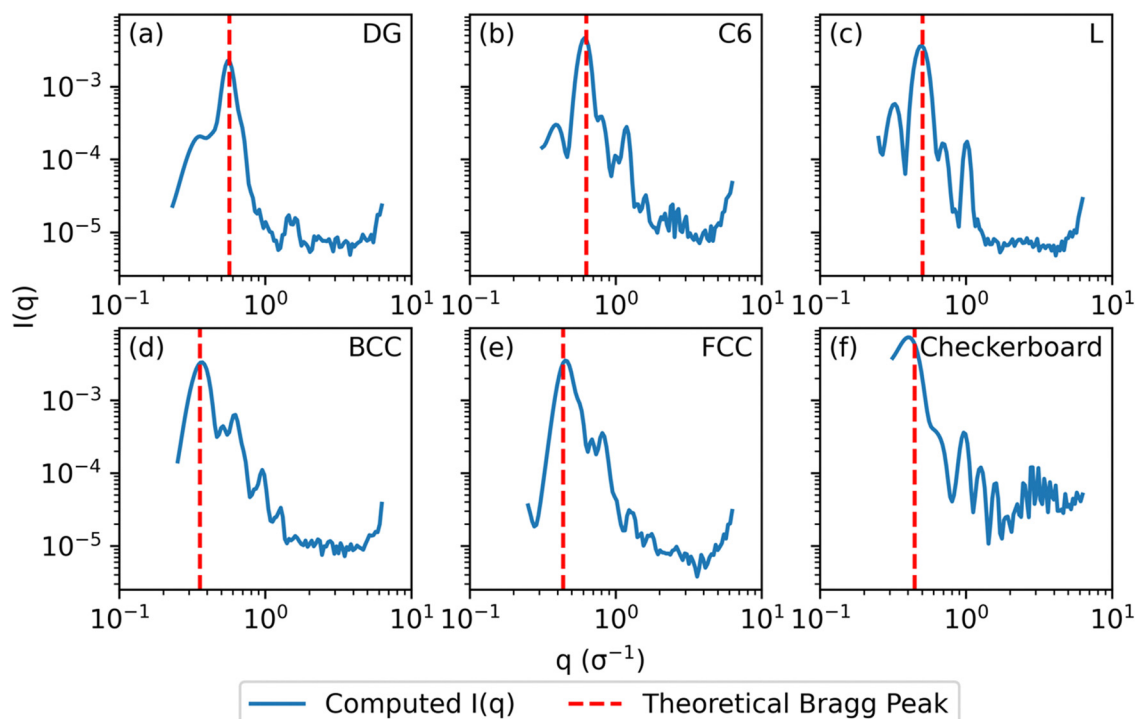 (a) DG
(b) C6
(c) L
10⁻³
10⁻⁴
10⁻⁵
10⁻¹ 10⁰ 10¹
10⁻¹ 10⁰ 10¹
10⁻¹ 10⁰ 10¹
I(q)
(d) BCC
(e) FCC
(f) Checkerboard
10⁻³
10⁻⁴
10⁻⁵
10⁻¹ 10⁰ 10¹
10⁻¹ 10⁰ 10¹
10⁻¹ 10⁰ 10¹
q (σ⁻¹)
Computed I(q) Theoretical Bragg Peak